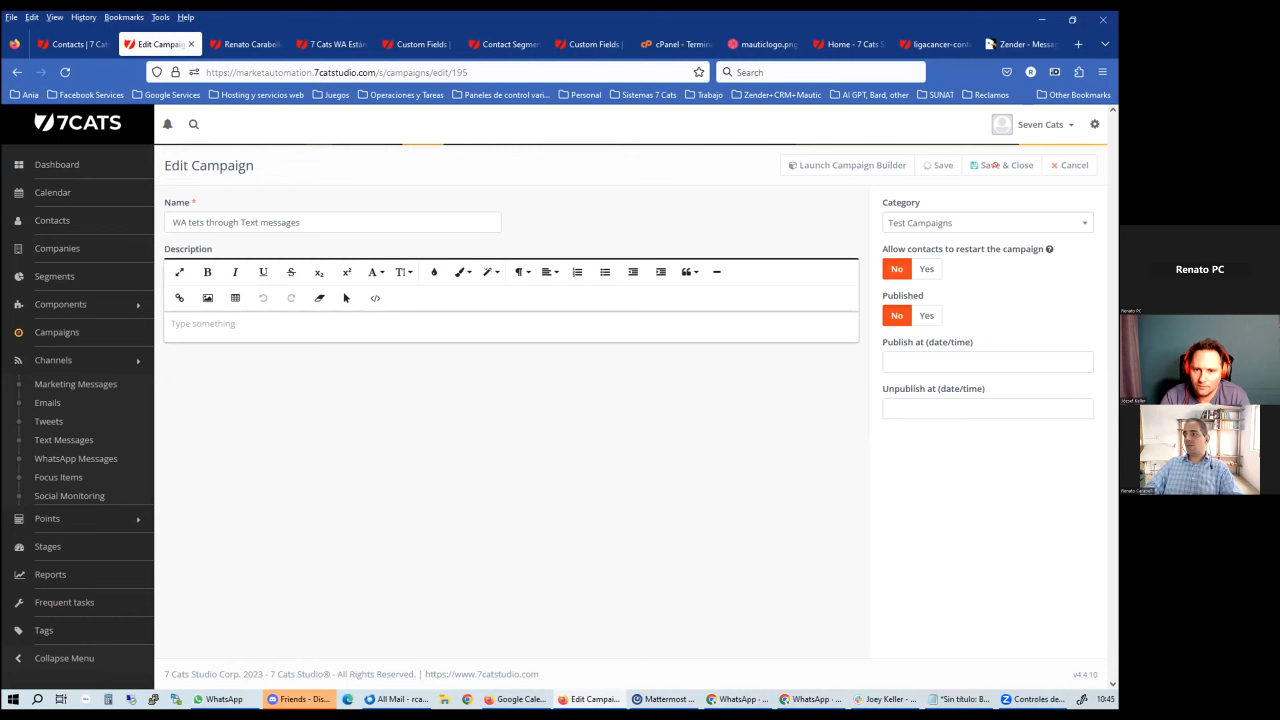 File Edit View History Bookmarks Tools Help
Contacts | 7 Cat
Edit Campaig
Renato Carabell
7 Cats WA Están
Custom Fields |
Contact Segmer
Custom Fields |
cPanel - Termin
mauticlogo.png
Home - 7 Cats S
ligacancer-cont
Zender - Messag
https://marketautomation.7catstudio.com/s/campaigns/edit/195
Search
Ania
Facebook Services
Google Services
Hosting y servicios web
Juegos
Operaciones y Tareas
Paneles de control vari...
Personal
Sistemas 7 Cats
Trabajo
Zender+CRM+Mautic
AI GPT, Bard, other
SUNAT
Reclamos
Other Bookmarks
7CATS
Seven Cats
Dashboard
Calendar
Contacts
Companies
Segments
Components
Campaigns
Channels
Marketing Messages
Emails
Tweets
Text Messages
WhatsApp Messages
Focus Items
Social Monitoring
Points
Stages
Reports
Frequent tasks
Tags
Collapse Menu
Edit Campaign
Launch Campaign Builder
Save
Save & Close
Cancel
Name *
WA tets through Text messages
Description
Type something
Category
Test Campaigns
Allow contacts to restart the campaign
No Yes
Published
No Yes
Publish at (date/time)
Unpublish at (date/time)
7 Cats Studio Corp. 2023 - 7 Cats Studio® - All Rights Reserved. | https://www.7catstudio.com
v4.4.10
Renato PC
Renato PC
József Keller
Renato Carabelli
WhatsApp
Friends - Dis...
All Mail - rca...
Google Cale...
Edit Campai...
Mattermost ...
WhatsApp - ...
WhatsApp - ...
Joey Keller - ...
*Sin título: B...
Controles de...
10:45